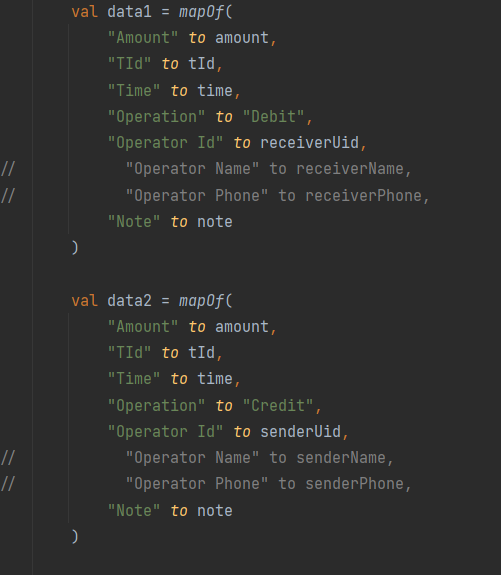 val data1 = mapOf(
"Amount" to amount,
"TId" to tId,
"Time" to time,
"Operation" to "Debit",
"Operator Id" to receiverUid,
// "Operator Name" to receiverName,
// "Operator Phone" to receiverPhone,
"Note" to note
)
val data2 = mapOf(
"Amount" to amount,
"TId" to tId,
"Time" to time,
"Operation" to "Credit",
"Operator Id" to senderUid,
// "Operator Name" to senderName,
// "Operator Phone" to senderPhone,
"Note" to note
)